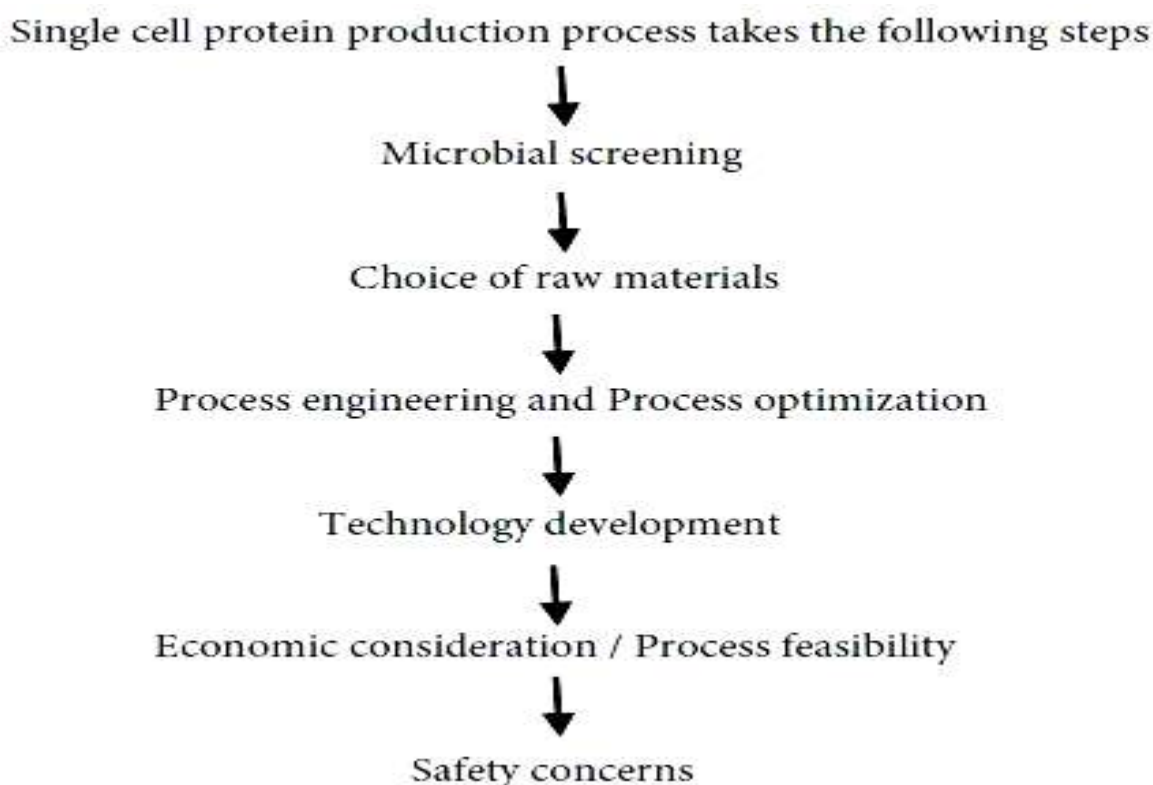 Single cell protein production process takes the following steps
Microbial screening
Choice of raw materials
Process engineering and Process optimization
Technology development
Economic consideration / Process feasibility
Safety concerns